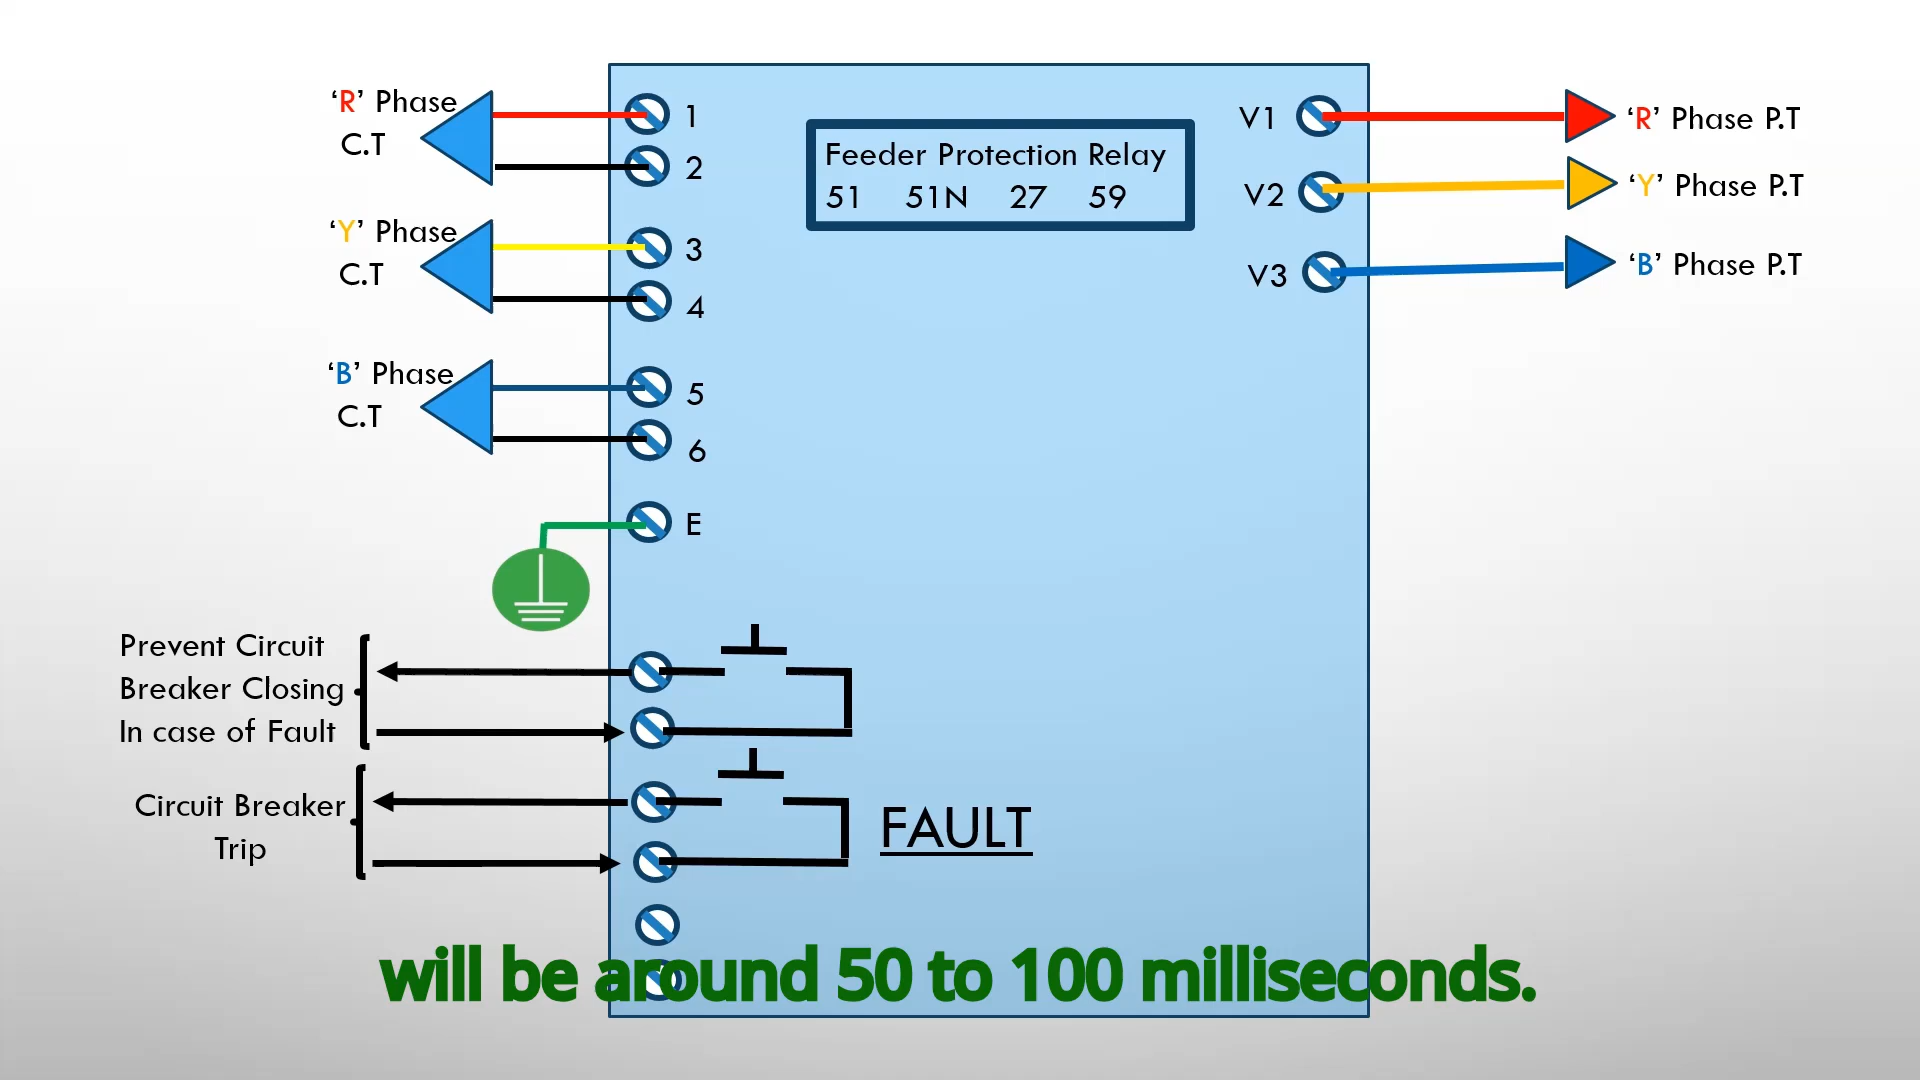 ‘R’ Phase
C.T
1
2
‘Y’ Phase
C.T
3
4
‘B’ Phase
C.T
5
6
E
Feeder Protection Relay
51 51N 27 59
V1
‘R’ Phase P.T
V2
‘Y’ Phase P.T
V3
‘B’ Phase P.T
Prevent Circuit
Breaker Closing
In case of Fault
Circuit Breaker
Trip
FAULT
will be around 50 to 100 milliseconds.